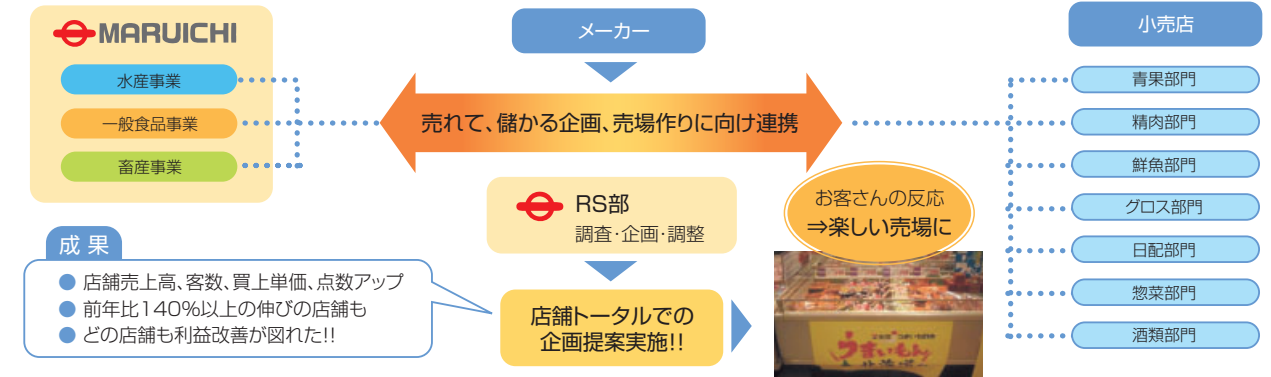 MARUICHI
水産事業
一般食品事業
畜産事業
メーカー
売れて、儲かる企画、売場作りに向け連携
小売店
青果部門
精肉部門
鮮魚部門
グロス部門
日配部門
惣菜部門
酒類部門
RS部
調査・企画・調整
お客さんの反応
⇒楽しい売場に
成果
● 店舗売上高、客数、買上単価、点数アップ
● 前年比140%以上の伸びの店舗も
● どの店舗も利益改善が図れた!!
店舗トータルでの
企画提案実施!!
うまいもん